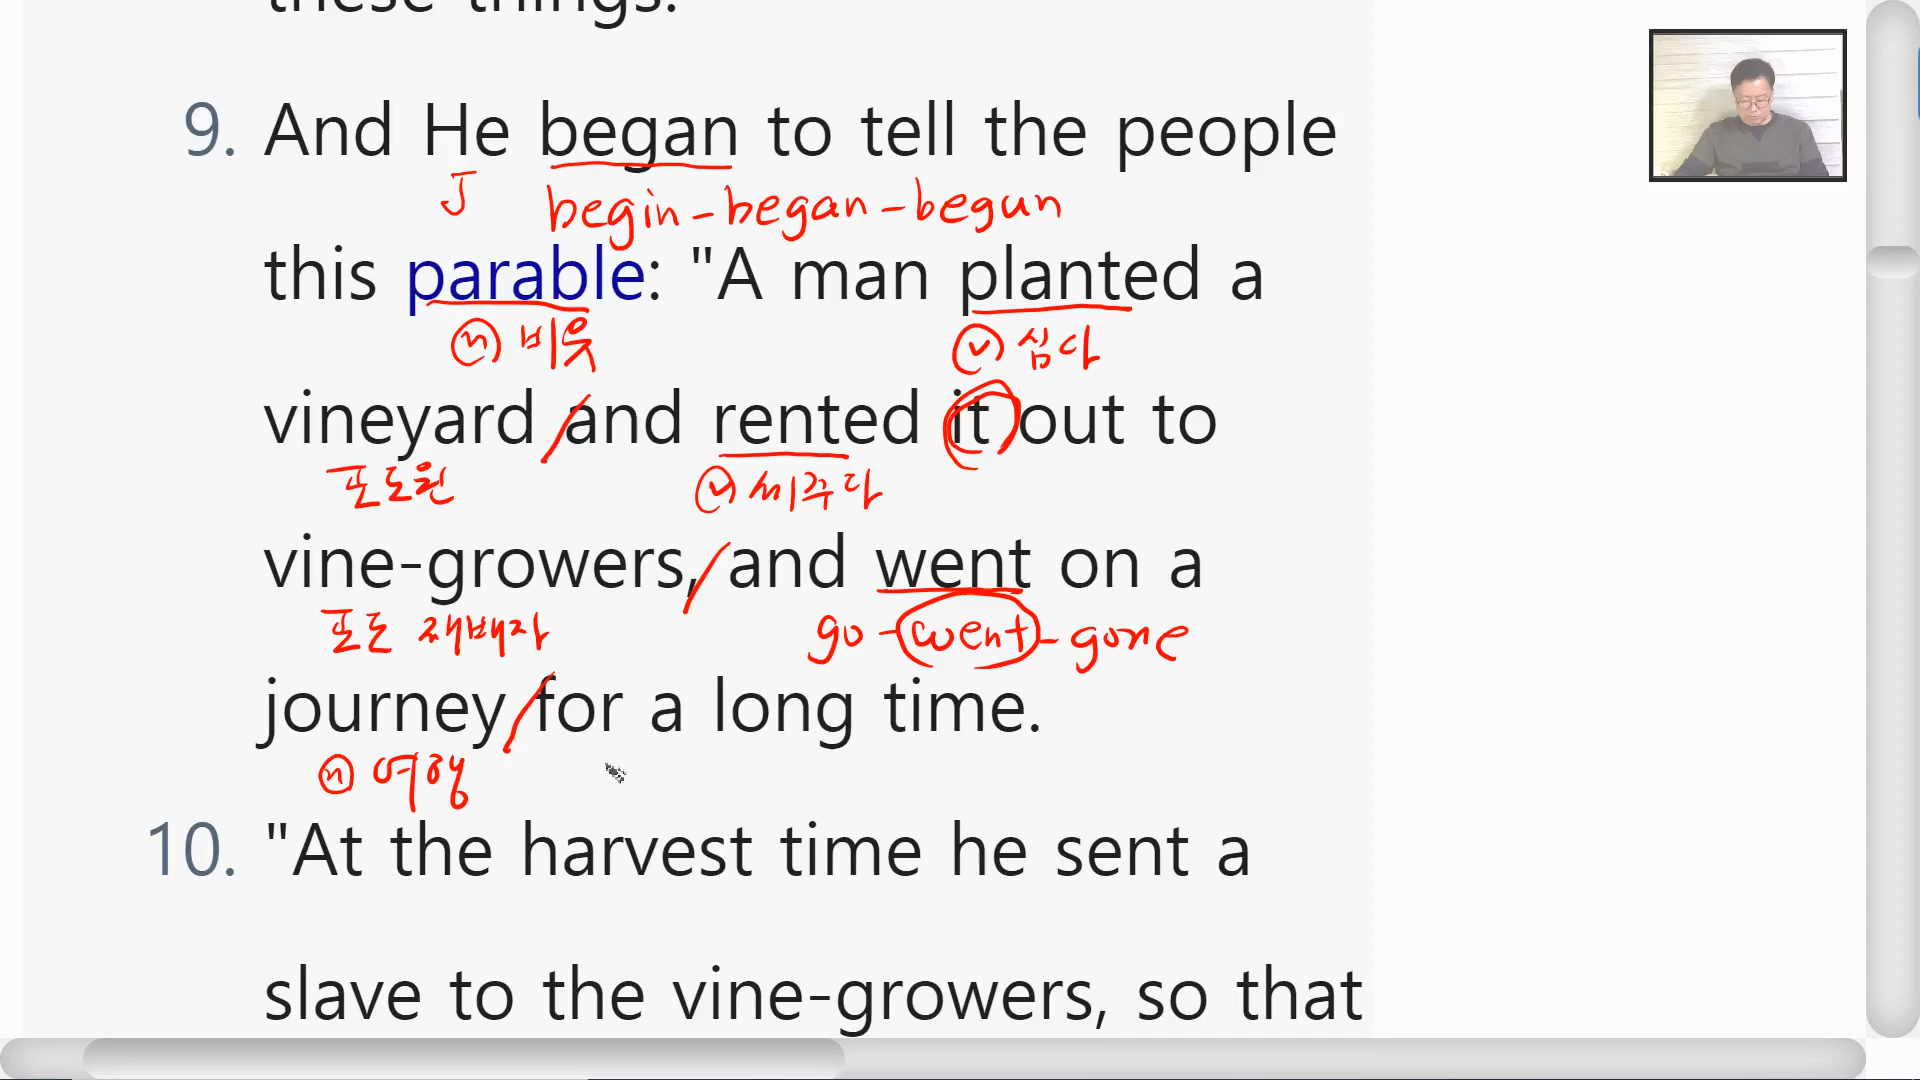 these things.
9. And He began to tell the people
J begin-began-begun
this parable: "A man planted a
n 비유 v 심다
vineyard and rented it out to
포도원 v 세주다
vine-growers, and went on a
포도 재배자 go-went-gone
journey for a long time.
n 여행
10. "At the harvest time he sent a
slave to the vine-growers, so that